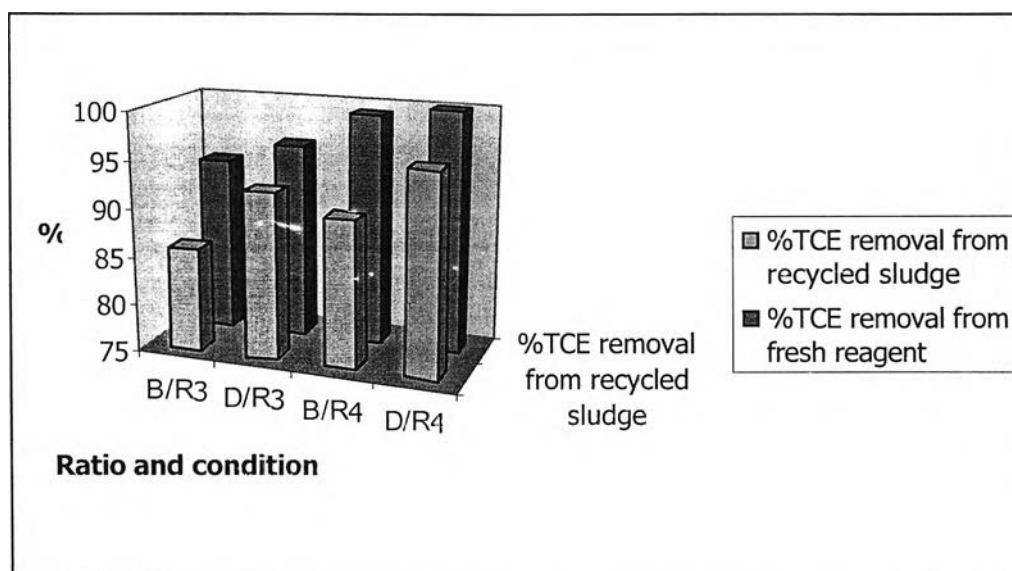 100
95
90
%
85
80
75
B/R3
D/R3
B/R4
D/R4
%TCE removal
from recycled
sludge
Ratio and condition
%TCE removal from
recycled sludge
%TCE removal from
fresh reagent